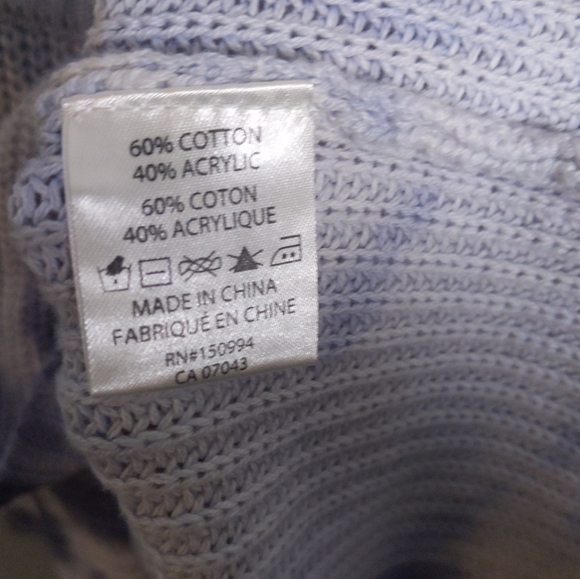 60% COTTON
40% ACRYLIC
60% COTON
40% ACRYLIQUE
MADE IN CHINA
FABRIQUÉ EN CHINE
RN#150994
CA 07043